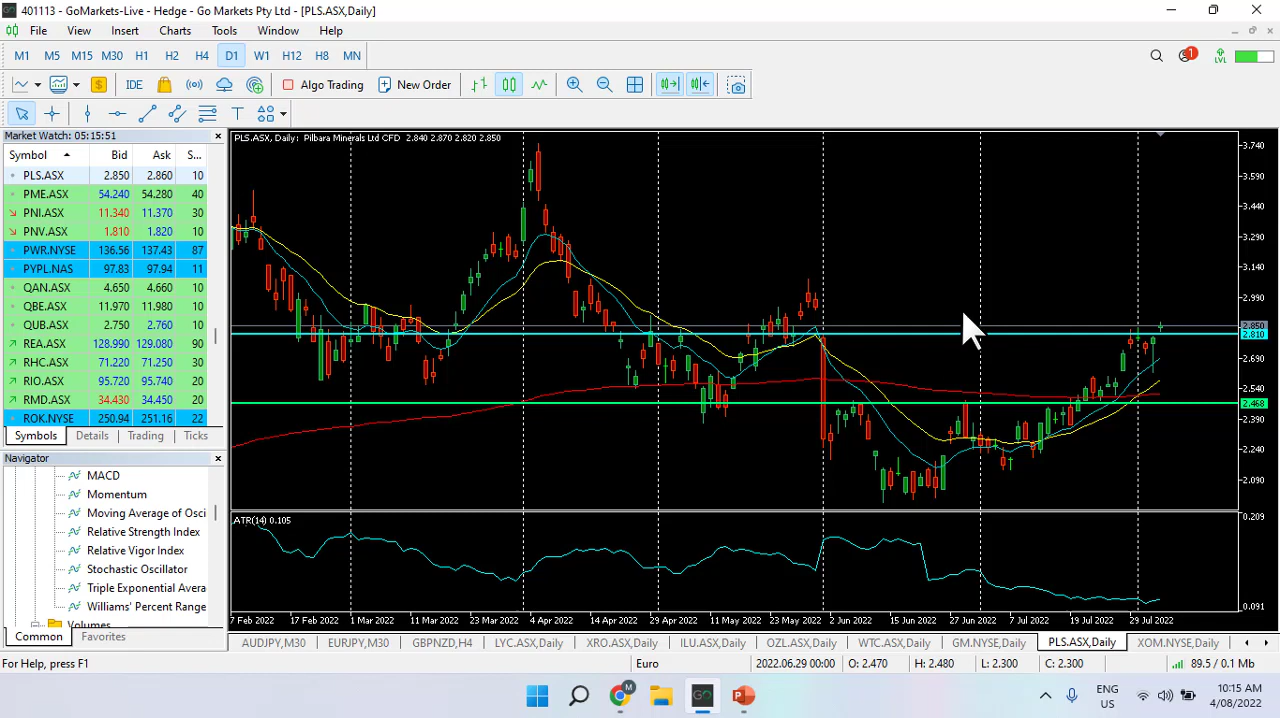 401113 - GoMarkets-Live - Hedge - Go Markets Pty Ltd - [PLS.ASX,Daily]
File View Insert Charts Tools Window Help
M1 M5 M15 M30 H1 H2 H4 D1 W1 H12 H8 MN
1 LVL
IDE Algo Trading New Order
Market Watch: 05:15:51
Symbol Bid Ask S...
PLS.ASX 2.850 2.860 10
PME.ASX 54.240 54.280 40
PNI.ASX 11.340 11.370 30
PNV.ASX 1.810 1.820 10
PWR.NYSE 136.56 137.43 87
PYPL.NAS 97.83 97.94 11
QAN.ASX 4.650 4.660 10
QBE.ASX 11.970 11.980 10
QUB.ASX 2.750 2.760 10
REA.ASX 128.990 129.080 90
RHC.ASX 71.220 71.250 30
RIO.ASX 95.720 95.740 20
RMD.ASX 34.430 34.450 20
ROK.NYSE 250.94 251.16 22
Symbols Details Trading Ticks
Navigator
MACD
Momentum
Moving Average of Osci
Relative Strength Index
Relative Vigor Index
Stochastic Oscillator
Triple Exponential Avera
Williams' Percent Range
Volumes
Common Favorites
PLS.ASX, Daily: Pilbara Minerals Ltd CFD 2.840 2.870 2.820 2.850
3.740
3.590
3.440
3.290
3.140
2.990
2.850
2.810
2.690
2.540
2.468
2.390
2.240
2.090
ATR(14) 0.105
0.209
0.091
7 Feb 2022 17 Feb 2022 1 Mar 2022 11 Mar 2022 23 Mar 2022 4 Apr 2022 14 Apr 2022 29 Apr 2022 11 May 2022 23 May 2022 2 Jun 2022 15 Jun 2022 27 Jun 2022 7 Jul 2022 19 Jul 2022 29 Jul 2022
AUDJPY,M30 EURJPY,M30 GBPNZD,H4 LYC.ASX,Daily XRO.ASX,Daily ILU.ASX,Daily OZL.ASX,Daily WTC.ASX,Daily GM.NYSE,Daily PLS.ASX,Daily XOM.NYSE,Daily
For Help, press F1 Euro 2022.06.29 00:00 O: 2.470 H: 2.480 L: 2.300 C: 2.300 89.5 / 0.1 Mb
M GO P ENG US 10:15 AM 4/08/2022